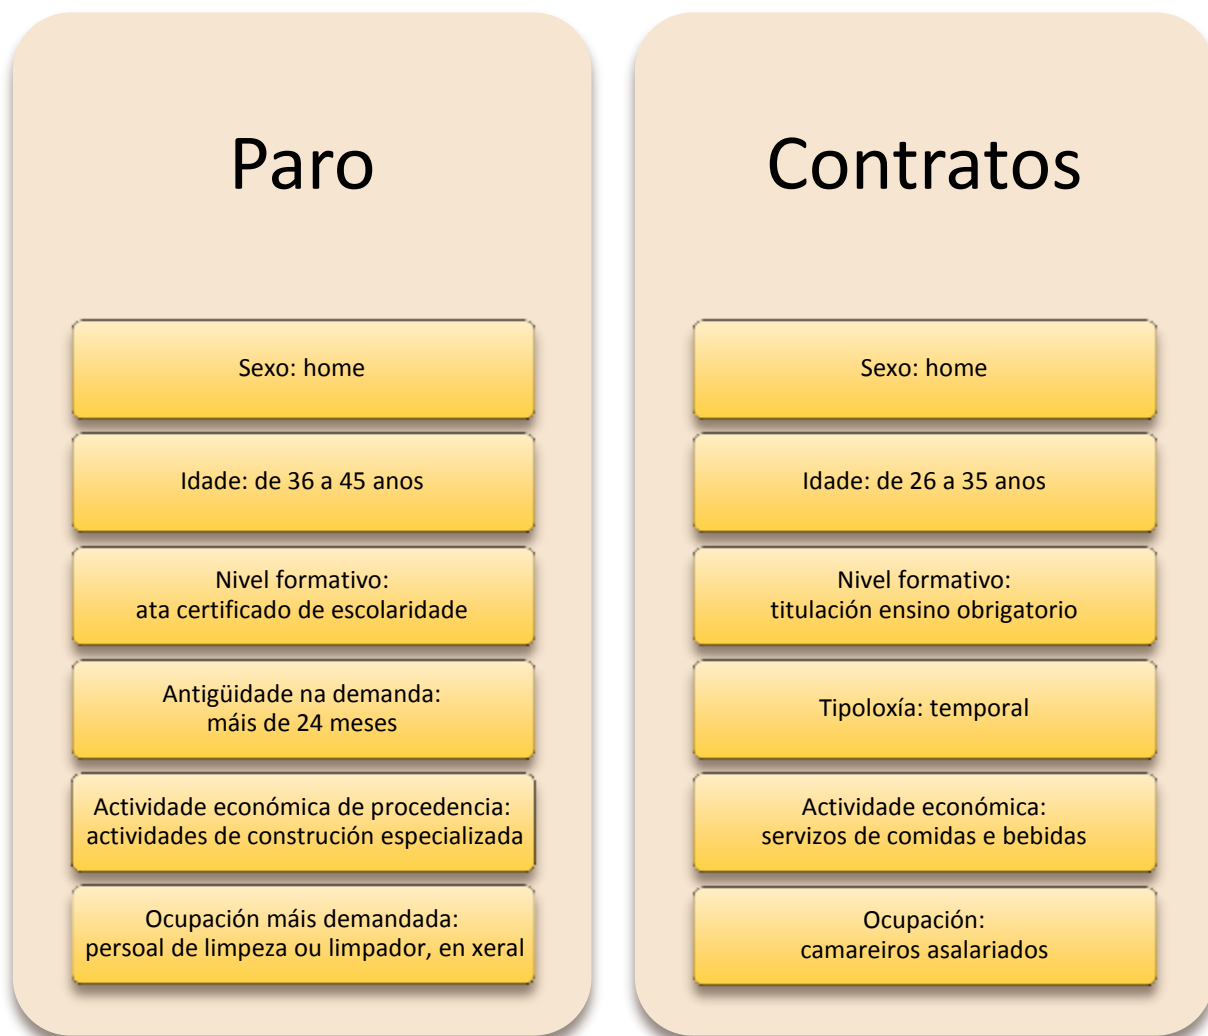 Paro
Sexo: home
Idade: de 36 a 45 anos
Nivel formativo:
ata certificado de escolaridade
Antigüidade na demanda:
máis de 24 meses
Actividade económica de procedencia:
actividades de construción especializada
Ocupación máis demandada:
persoal de limpeza ou limpador, en xeral
Contratos
Sexo: home
Idade: de 26 a 35 anos
Nivel formativo:
titulación ensino obrigatorio
Tipoloxía: temporal
Actividade económica:
servizos de comidas e bebidas
Ocupación:
camareiros asalariados